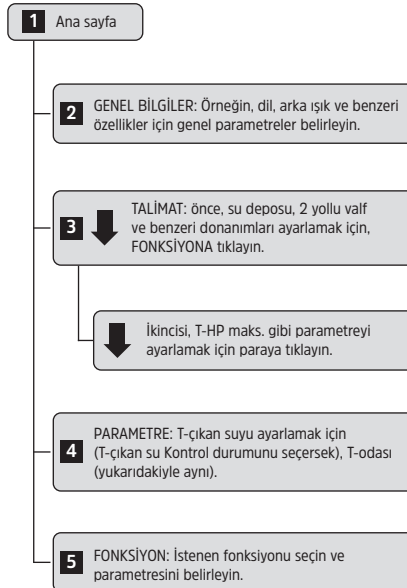 1 Ana sayfa
2 GENEL BİLGİLER: Örneğin, dil, arka ışık ve benzeri
özellikler için genel parametreler belirleyin.
3 TALİMAT: önce, su deposu, 2 yollu valf
ve benzeri donanımları ayarlamak için,
FONKSİYONA tıklayın.
İkincisi, T-HP maks. gibi parametreyi
ayarlamak için paraya tıklayın.
4 PARAMETRE: T-çıkan suyu ayarlamak için
(T-çıkan su Kontrol durumunu seçersek), T-odası
(yukarıdakiyle aynı).
5 FONKSİYON: İstenen fonksiyonu seçin ve
parametresini belirleyin.